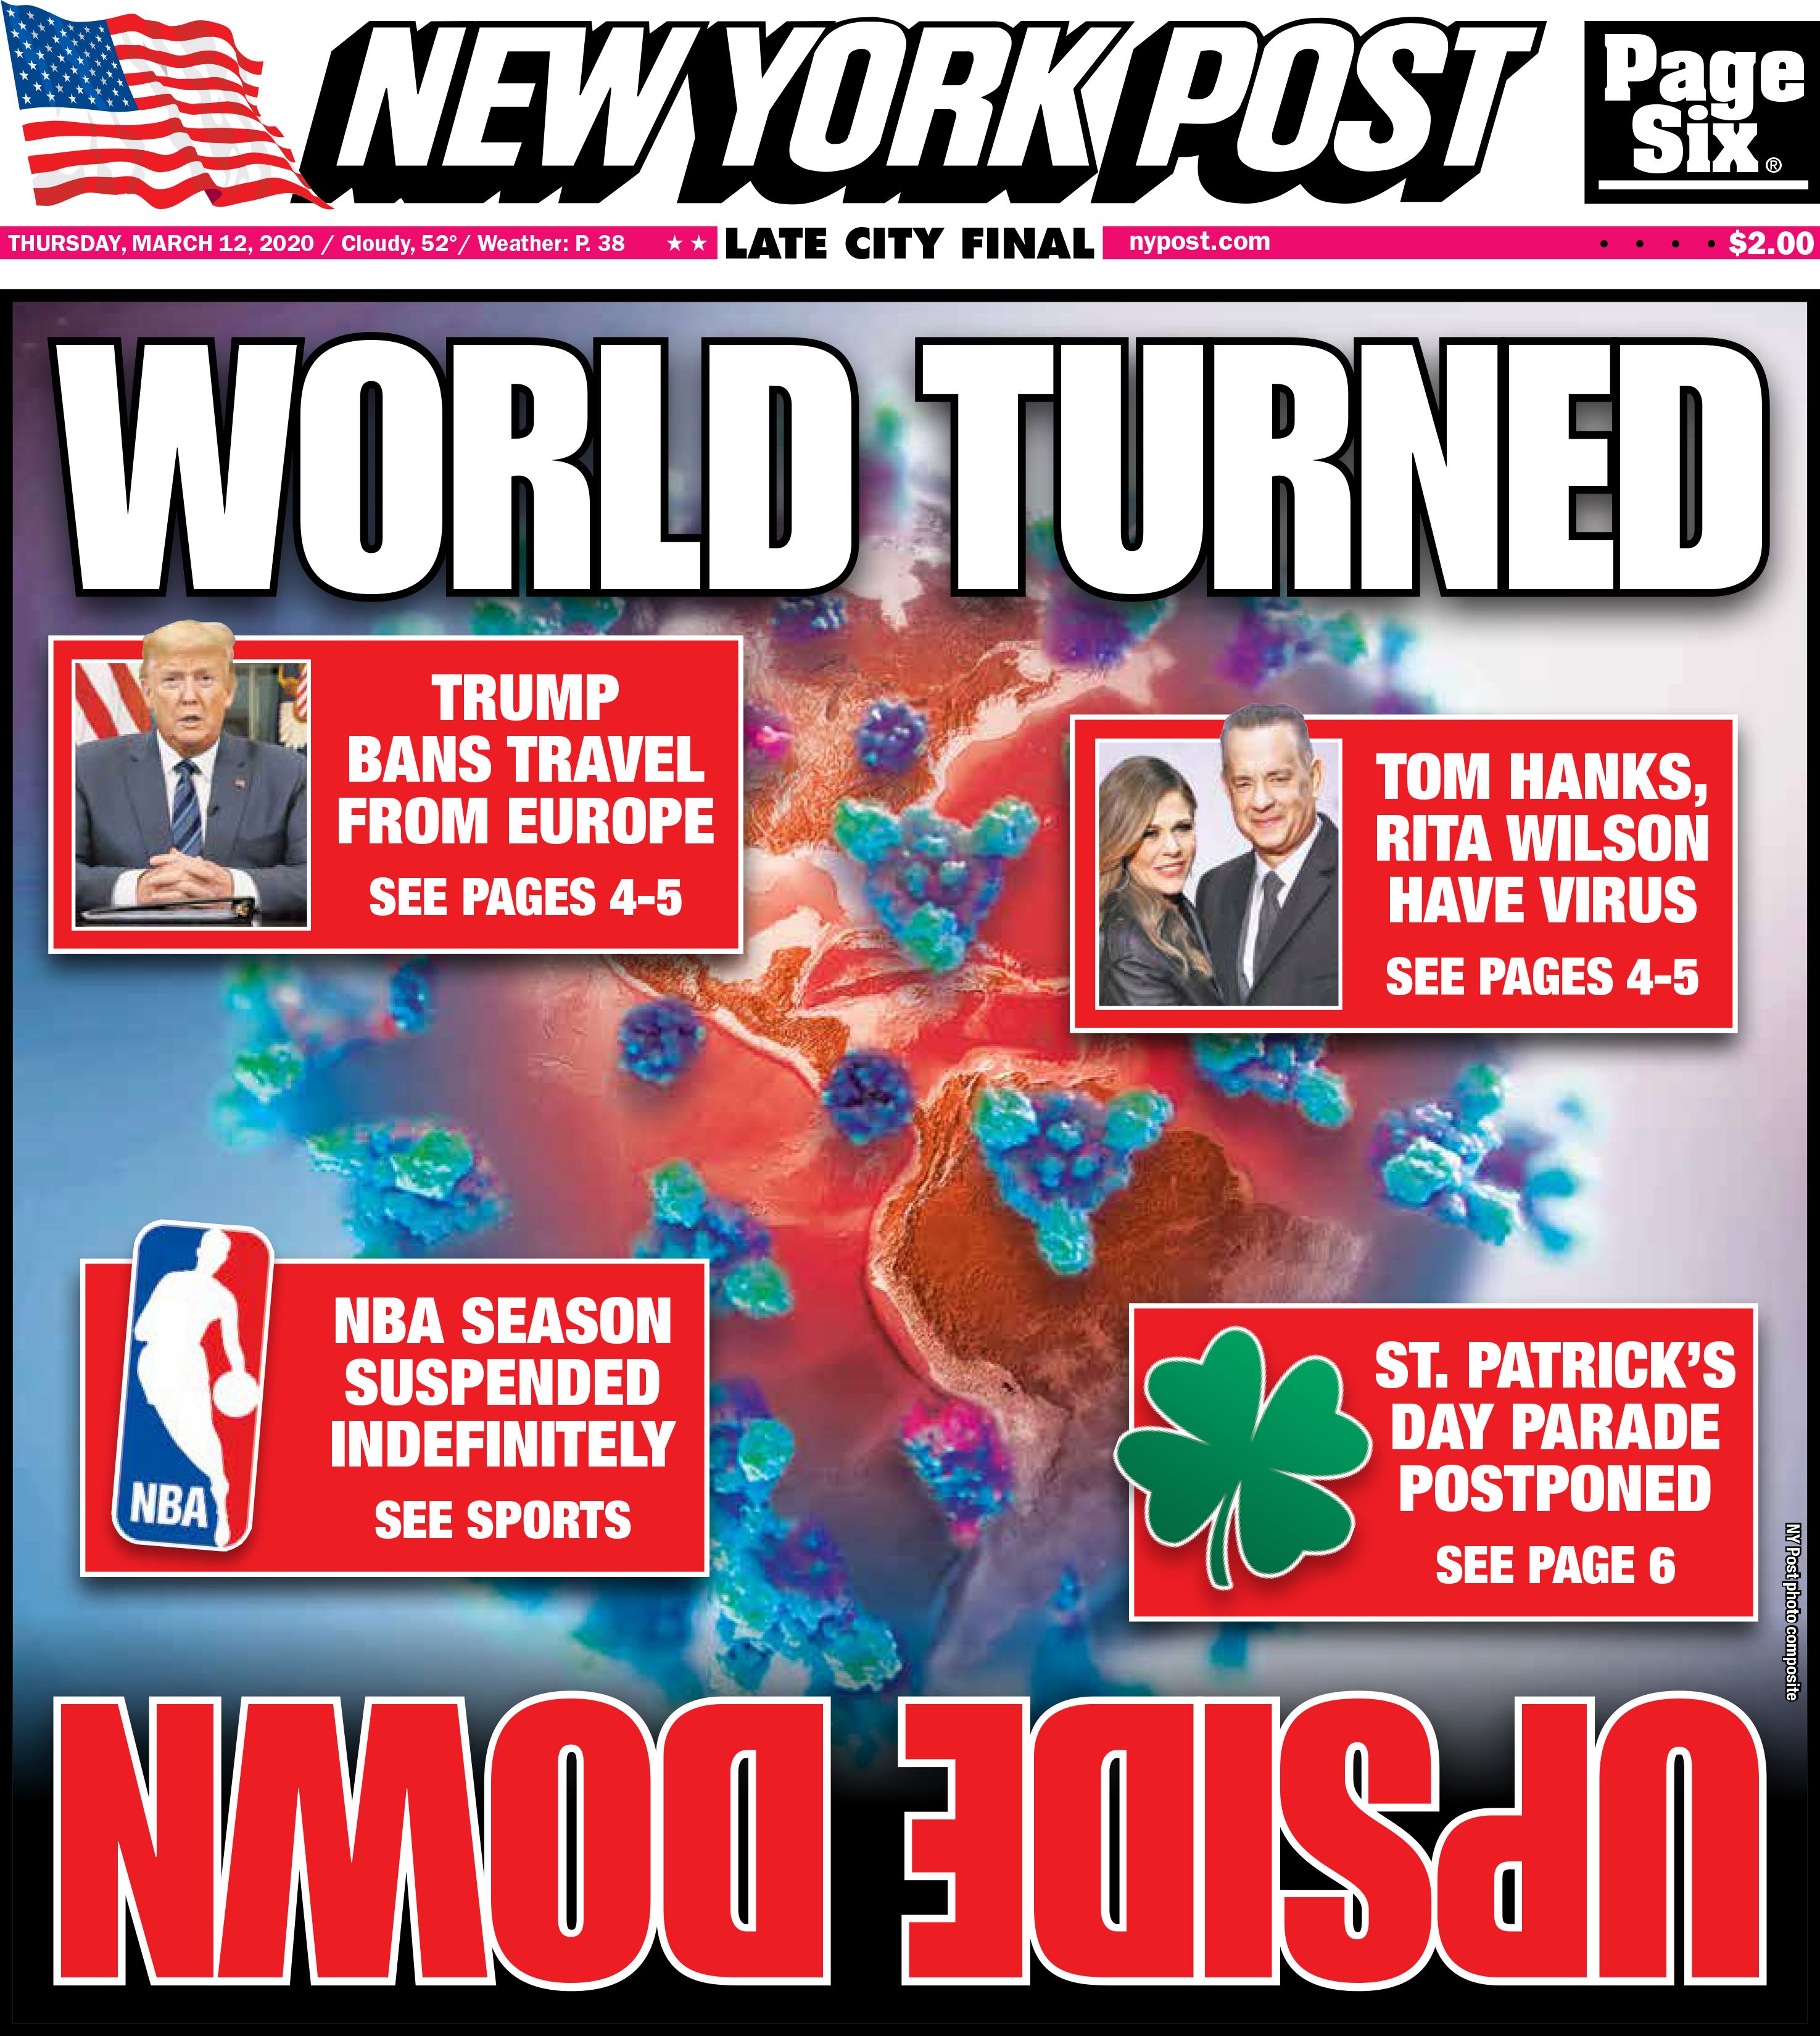 NEW YORK POST
Page
Six®
THURSDAY, MARCH 12, 2020 / Cloudy, 52° / Weather: P. 38 ★★ LATE CITY FINAL nypost.com • • • • $2.00
WORLD TURNED
TRUMP
BANS TRAVEL
FROM EUROPE
SEE PAGES 4-5
TOM HANKS,
RITA WILSON
HAVE VIRUS
SEE PAGES 4-5
NBA
NBA SEASON
SUSPENDED
INDEFINITELY
SEE SPORTS
ST. PATRICK’S
DAY PARADE
POSTPONED
SEE PAGE 6
NY Post photo composite
UPSIDE DOWN